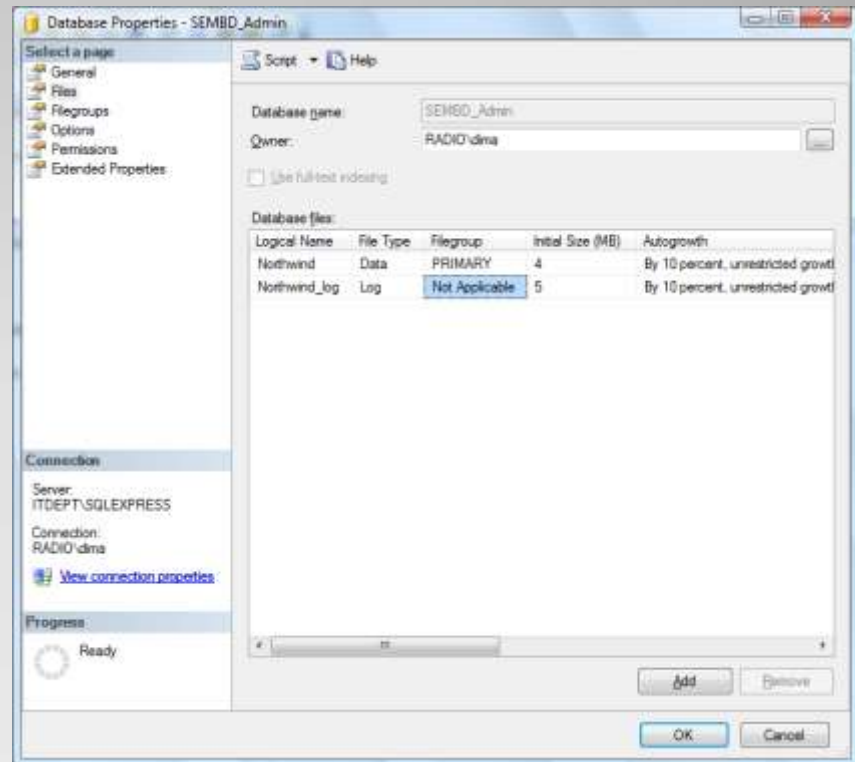 Database Properties - SEMBD_Admin
Select a page
General
Files
Filegroups
Options
Permissions
Extended Properties
Script
Help
Database name:
SEMBD_Admin
Owner:
RADIO\dima
...
Use full-text indexing
Database files:
Logical Name File Type Filegroup Initial Size (MB) Autogrowth
Northwind Data PRIMARY 4 By 10 percent, unrestricted growt
Northwind_log Log Not Applicable 5 By 10 percent, unrestricted growt
Connection
Server:
ITDEPT\SQLEXPRESS
Connection:
RADIO\dima
View connection properties
Progress
Ready
Add
Remove
OK
Cancel